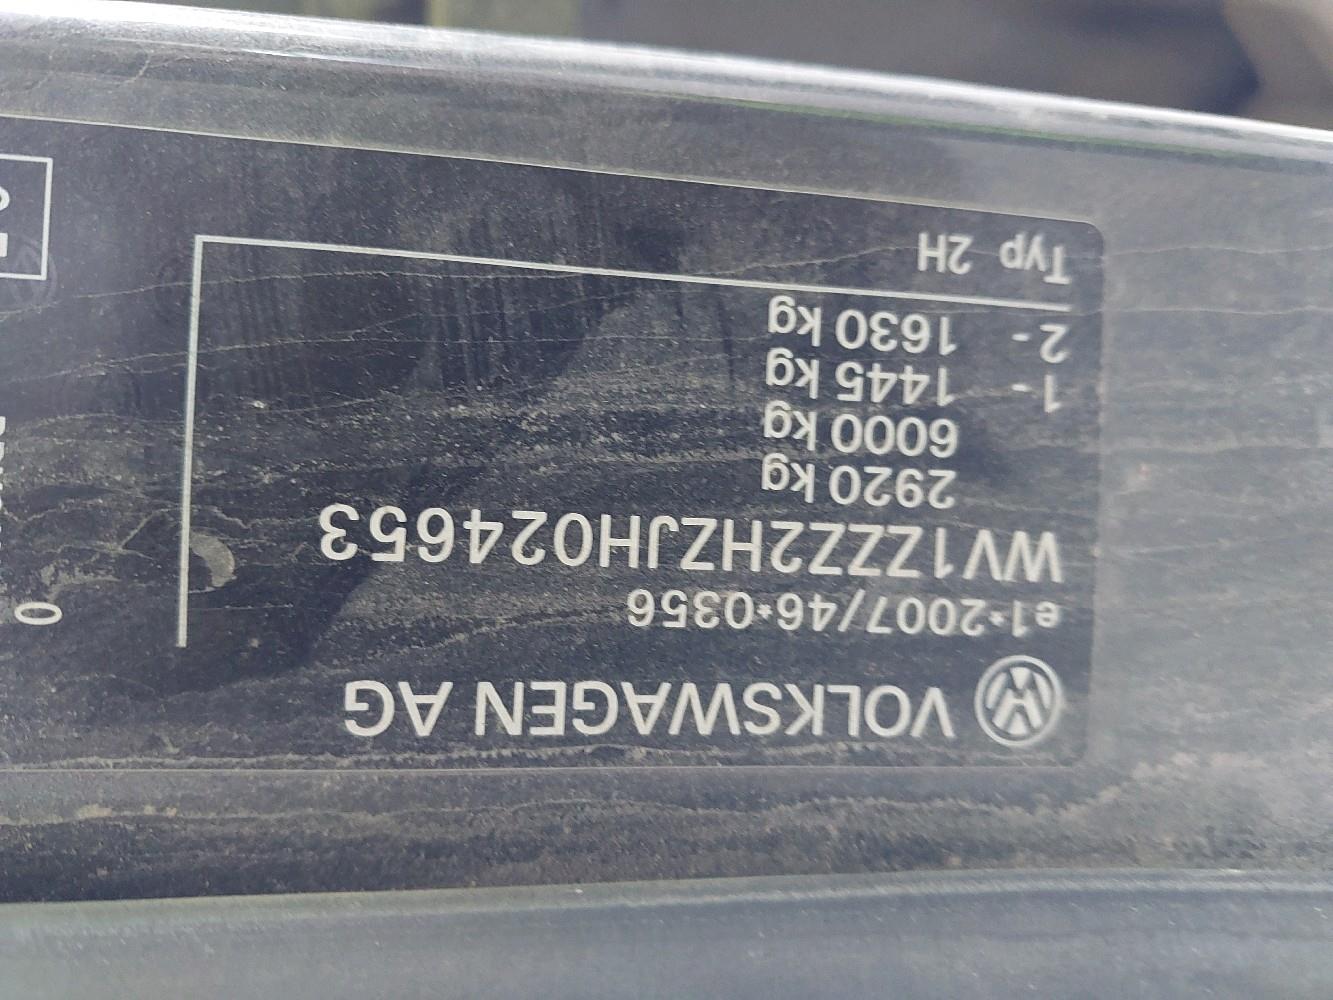 VOLKSWAGEN AG
e1*2007/46*0356
WV1ZZZ2HZJH024653
2920 kg
6000 kg
1- 1445 kg
2- 1630 kg
Typ 2H
0